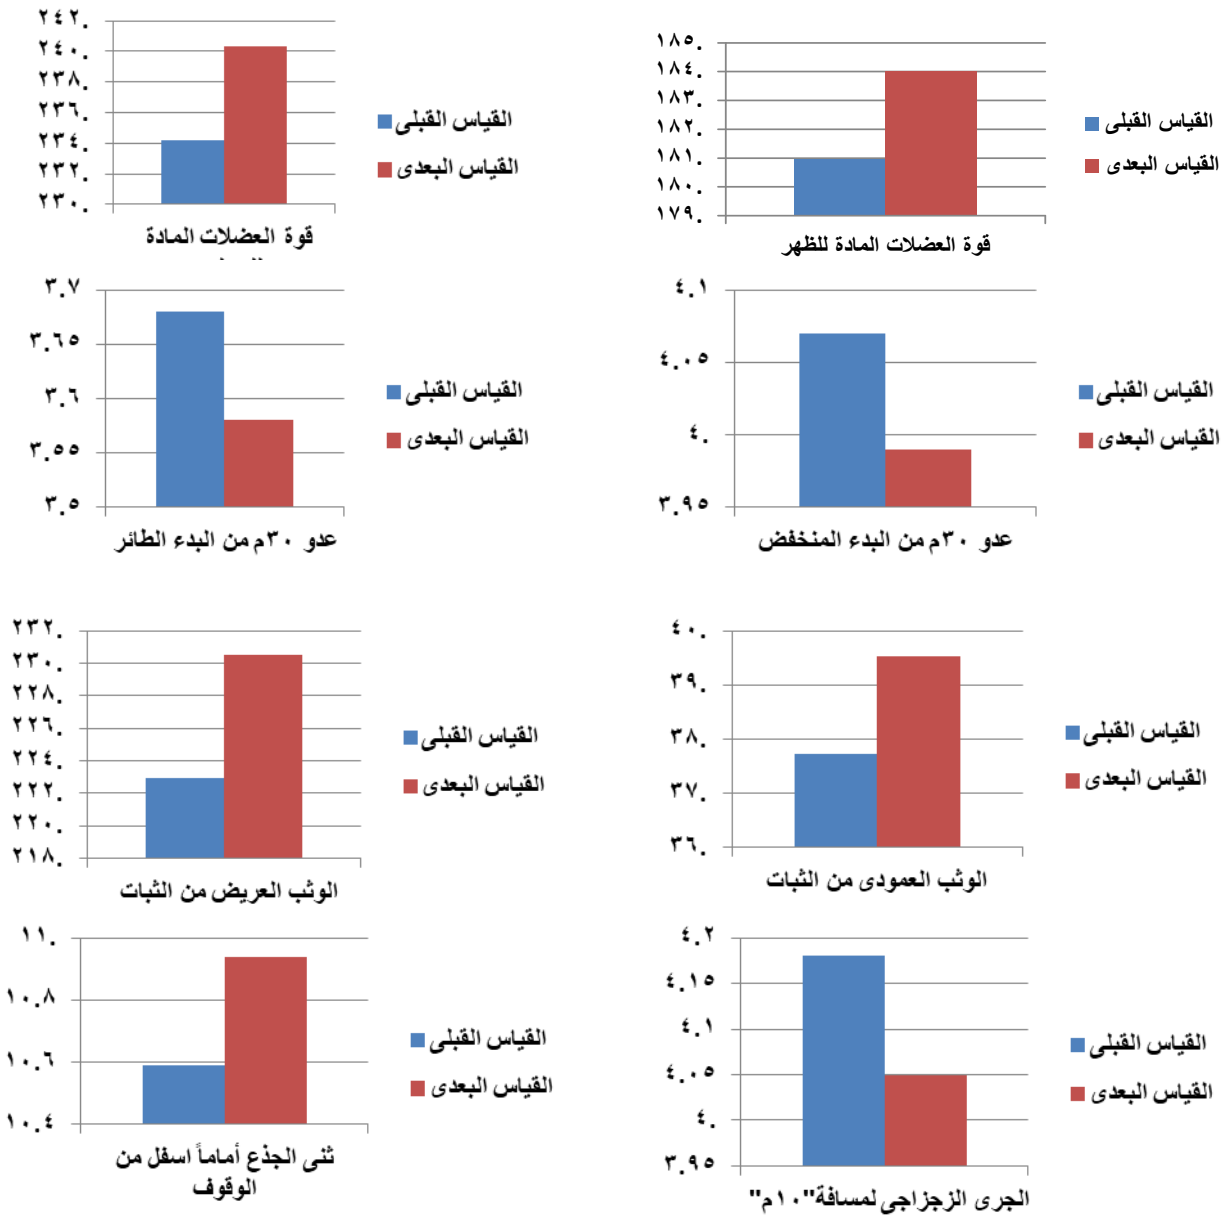 ١٨٥.
١٨٤.
١٨٣.
١٨٢.
١٨١.
١٨٠.
١٧٩.
القياس القبلى
القياس البعدى
قوة العضلات المادة للظهر
٢٤٢.
٢٤٠.
٢٣٨.
٢٣٦.
٢٣٤.
٢٣٢.
٢٣٠.
القياس القبلى
القياس البعدى
قوة العضلات المادة
٤.١
٤.٠٥
٤.
٣.٩٥
القياس القبلى
القياس البعدى
عدو ٣٠م من البدء المنخفض
٣.٧
٣.٦٥
٣.٦
٣.٥٥
٣.٥
القياس القبلى
القياس البعدى
عدو ٣٠م من البدء الطائر
٤٠.
٣٩.
٣٨.
٣٧.
٣٦.
القياس القبلى
القياس البعدى
الوثب العمودى من الثبات
٢٣٢.
٢٣٠.
٢٢٨.
٢٢٦.
٢٢٤.
٢٢٢.
٢٢٠.
٢١٨.
القياس القبلى
القياس البعدى
الوثب العريض من الثبات
٤.٢
٤.١٥
٤.١
٤.٠٥
٤.
٣.٩٥
القياس القبلى
القياس البعدى
الجرى الزجزاجى لمسافة"١٠م"
١١.
١٠.٨
١٠.٦
١٠.٤
القياس القبلى
القياس البعدى
ثنى الجذع أماماً اسفل من
الوقوف